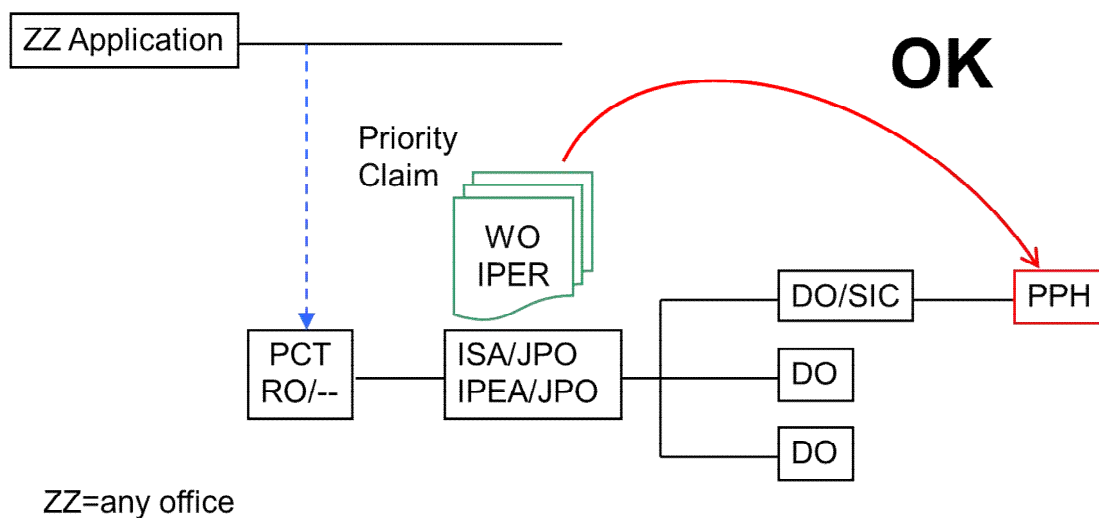 ZZ Application
OK
Priority
Claim
WO
IPER
DO/SIC
PPH
PCT
RO/--
ISA/JPO
IPEA/JPO
DO
DO
ZZ=any office